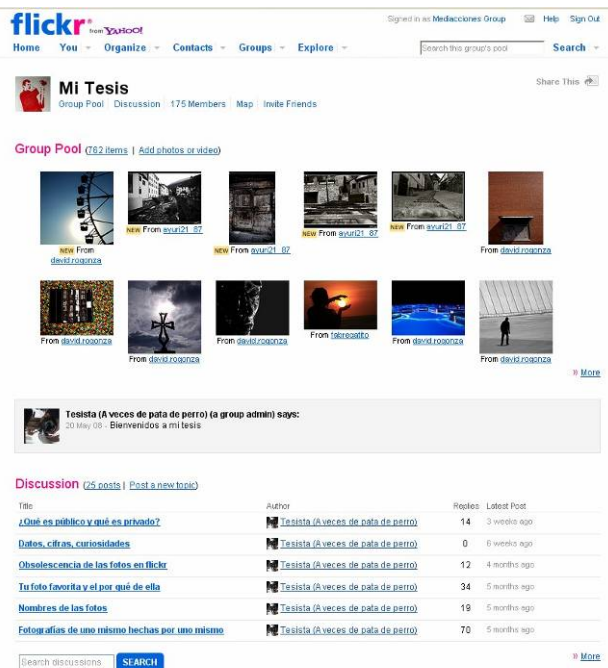 flickr from YAHOO!
Signed in as Mediacciones Group Help Sign Out
Home You Organize Contacts Groups Explore
Search this group's pool Search
Mi Tesis
Share This
Group Pool Discussion 175 Members Map Invite Friends
Group Pool (762 items | Add photos or video)
NEW From david.rogonza
NEW From ayuri21_87
NEW From ayuri21_87
NEW From ayuri21_87
NEW From ayuri21_87
From david.rogonza
From david.rogonza
From david.rogonza
From david.rogonza
From fabregatito
From david.rogonza
From david.rogonza
» More
Tesista (A veces de pata de perro) (a group admin) says:
20 May 08 - Bienvenidos a mi tesis
Discussion (25 posts | Post a new topic)
Title Author Replies Latest Post
¿Qué es público y qué es privado? Tesista (A veces de pata de perro) 14 3 weeks ago
Datos, cifras, curiosidades Tesista (A veces de pata de perro) 0 6 weeks ago
Obsolescencia de las fotos en flickr Tesista (A veces de pata de perro) 12 4 months ago
Tu foto favorita y el por qué de ella Tesista (A veces de pata de perro) 34 5 months ago
Nombres de las fotos Tesista (A veces de pata de perro) 19 5 months ago
Fotografías de uno mismo hechas por uno mismo Tesista (A veces de pata de perro) 70 5 months ago
Search discussions SEARCH
» More